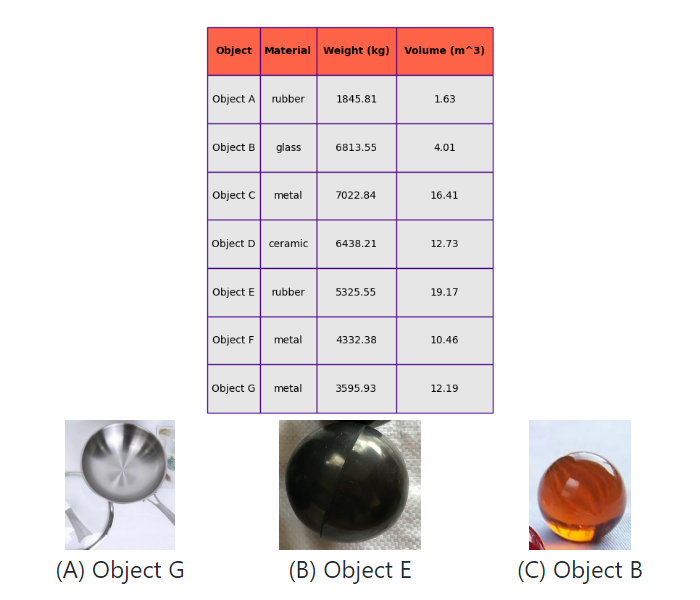 Object Material Weight (kg) Volume (m^3)
Object A rubber 1845.81 1.63
Object B glass 6813.55 4.01
Object C metal 7022.84 16.41
Object D ceramic 6438.21 12.73
Object E rubber 5325.55 19.17
Object F metal 4332.38 10.46
Object G metal 3595.93 12.19
(A) Object G (B) Object E (C) Object B